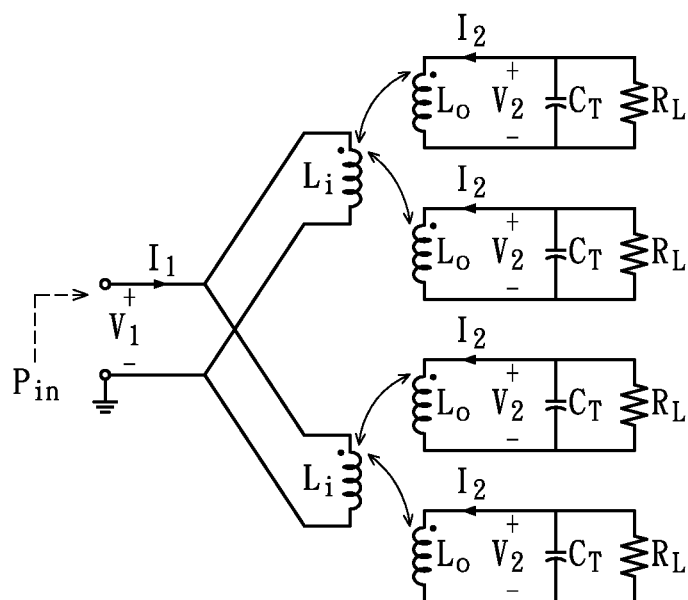 I2
+
Lo V2 CT RL
-
Li
I2
+
Lo V2 CT RL
-
I1
+
V1
-
Pin
I2
+
Lo V2 CT RL
-
Li
I2
+
Lo V2 CT RL
-